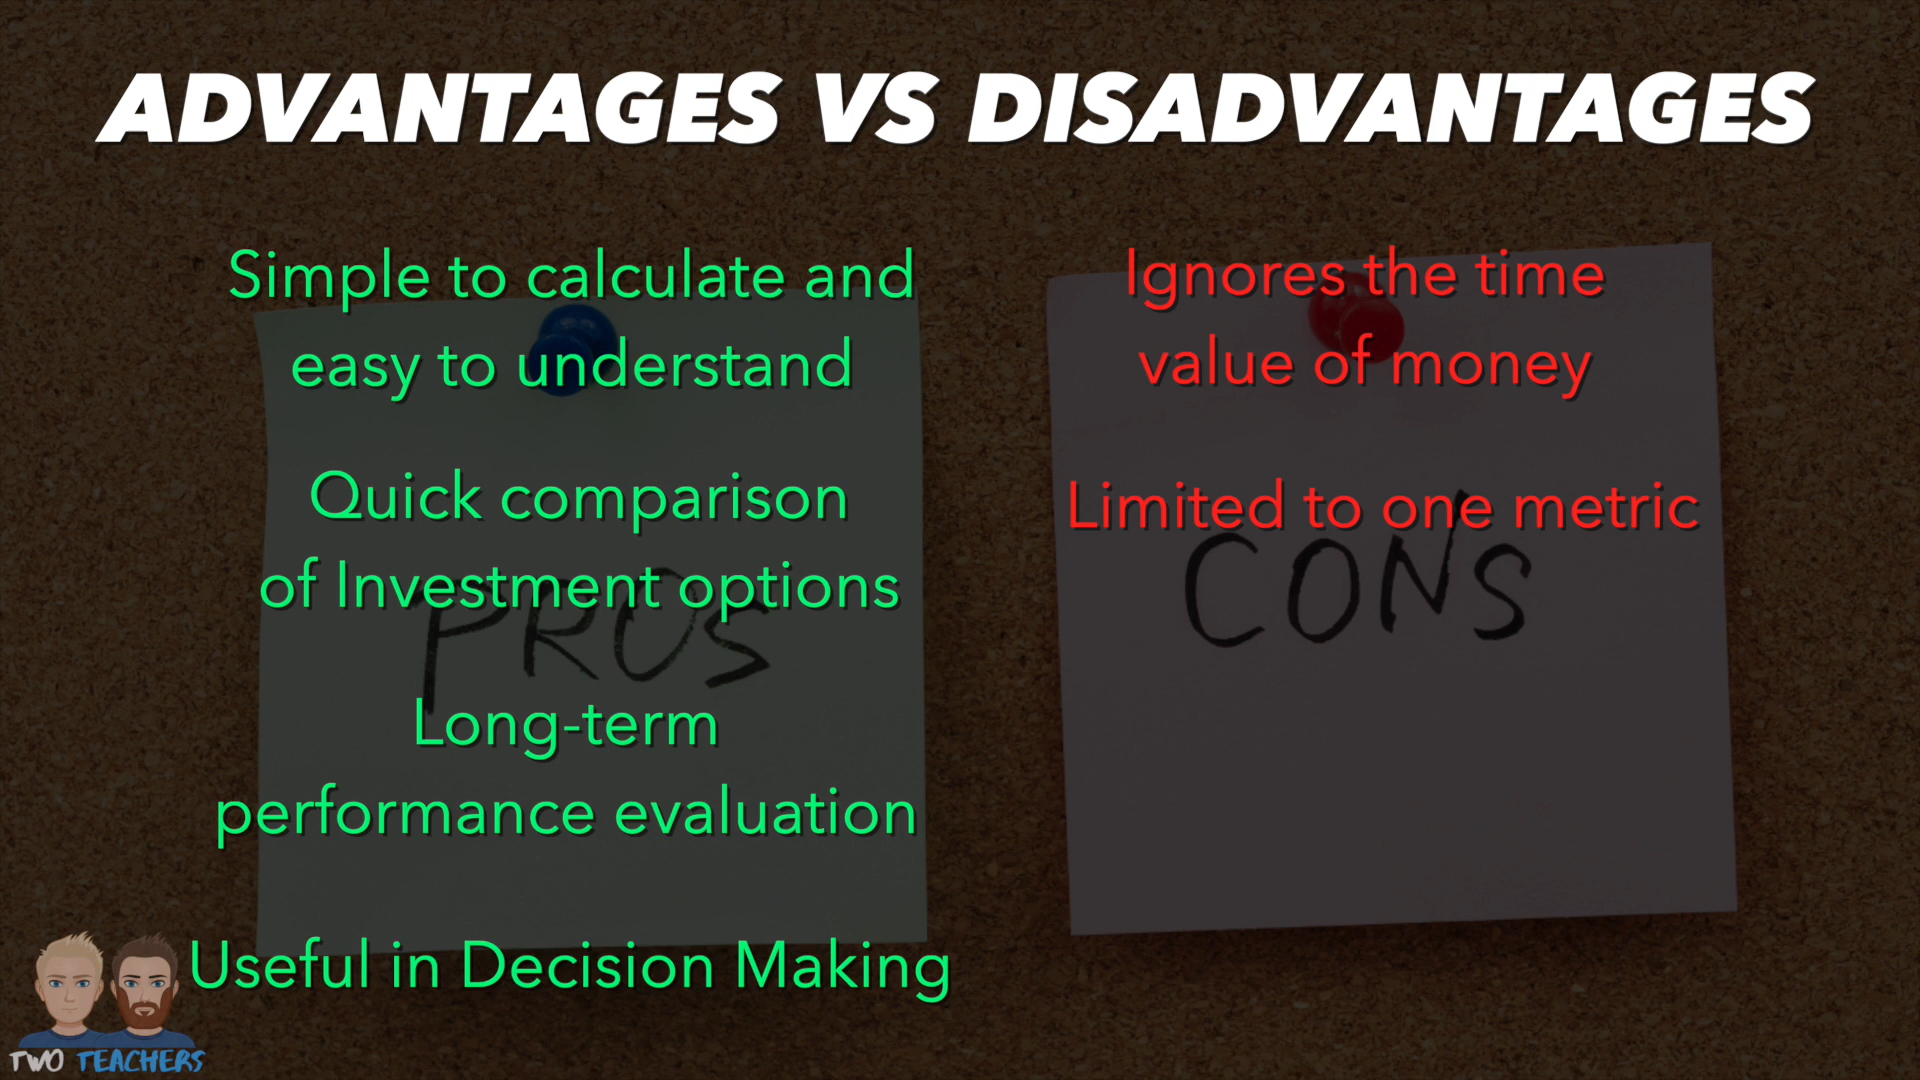 ADVANTAGES VS DISADVANTAGES
Simple to calculate and
easy to understand
Quick comparison
of Investment options
Long-term
performance evaluation
Useful in Decision Making
PROS
Ignores the time
value of money
Limited to one metric
CONS
TWO TEACHERS